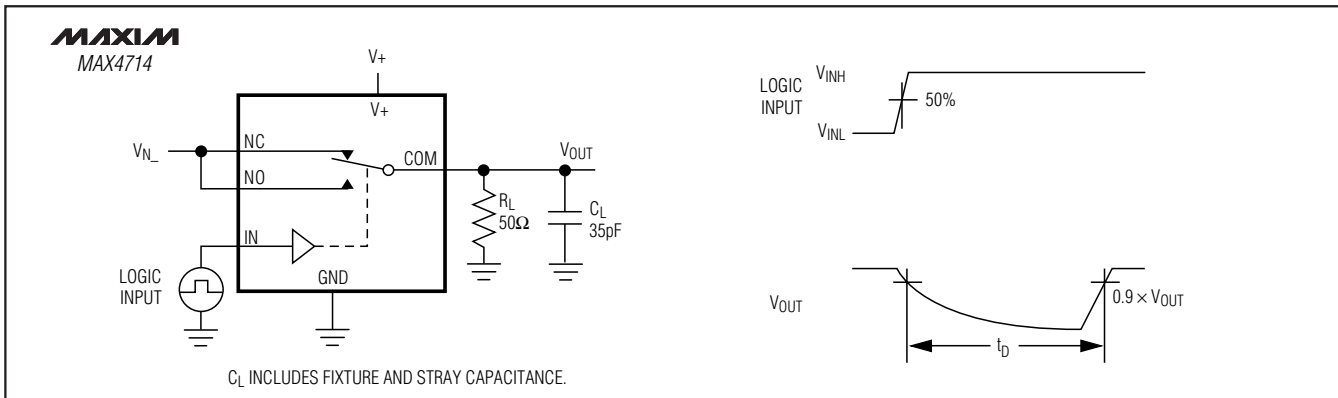 MAXIM
MAX4714
V+
V+
V_N_
NC
NO
COM
V_OUT
R_L
50Ω
C_L
35pF
IN
GND
LOGIC
INPUT
C_L INCLUDES FIXTURE AND STRAY CAPACITANCE.
LOGIC
INPUT
V_INH
50%
V_INL
V_OUT
0.9 × V_OUT
t_D